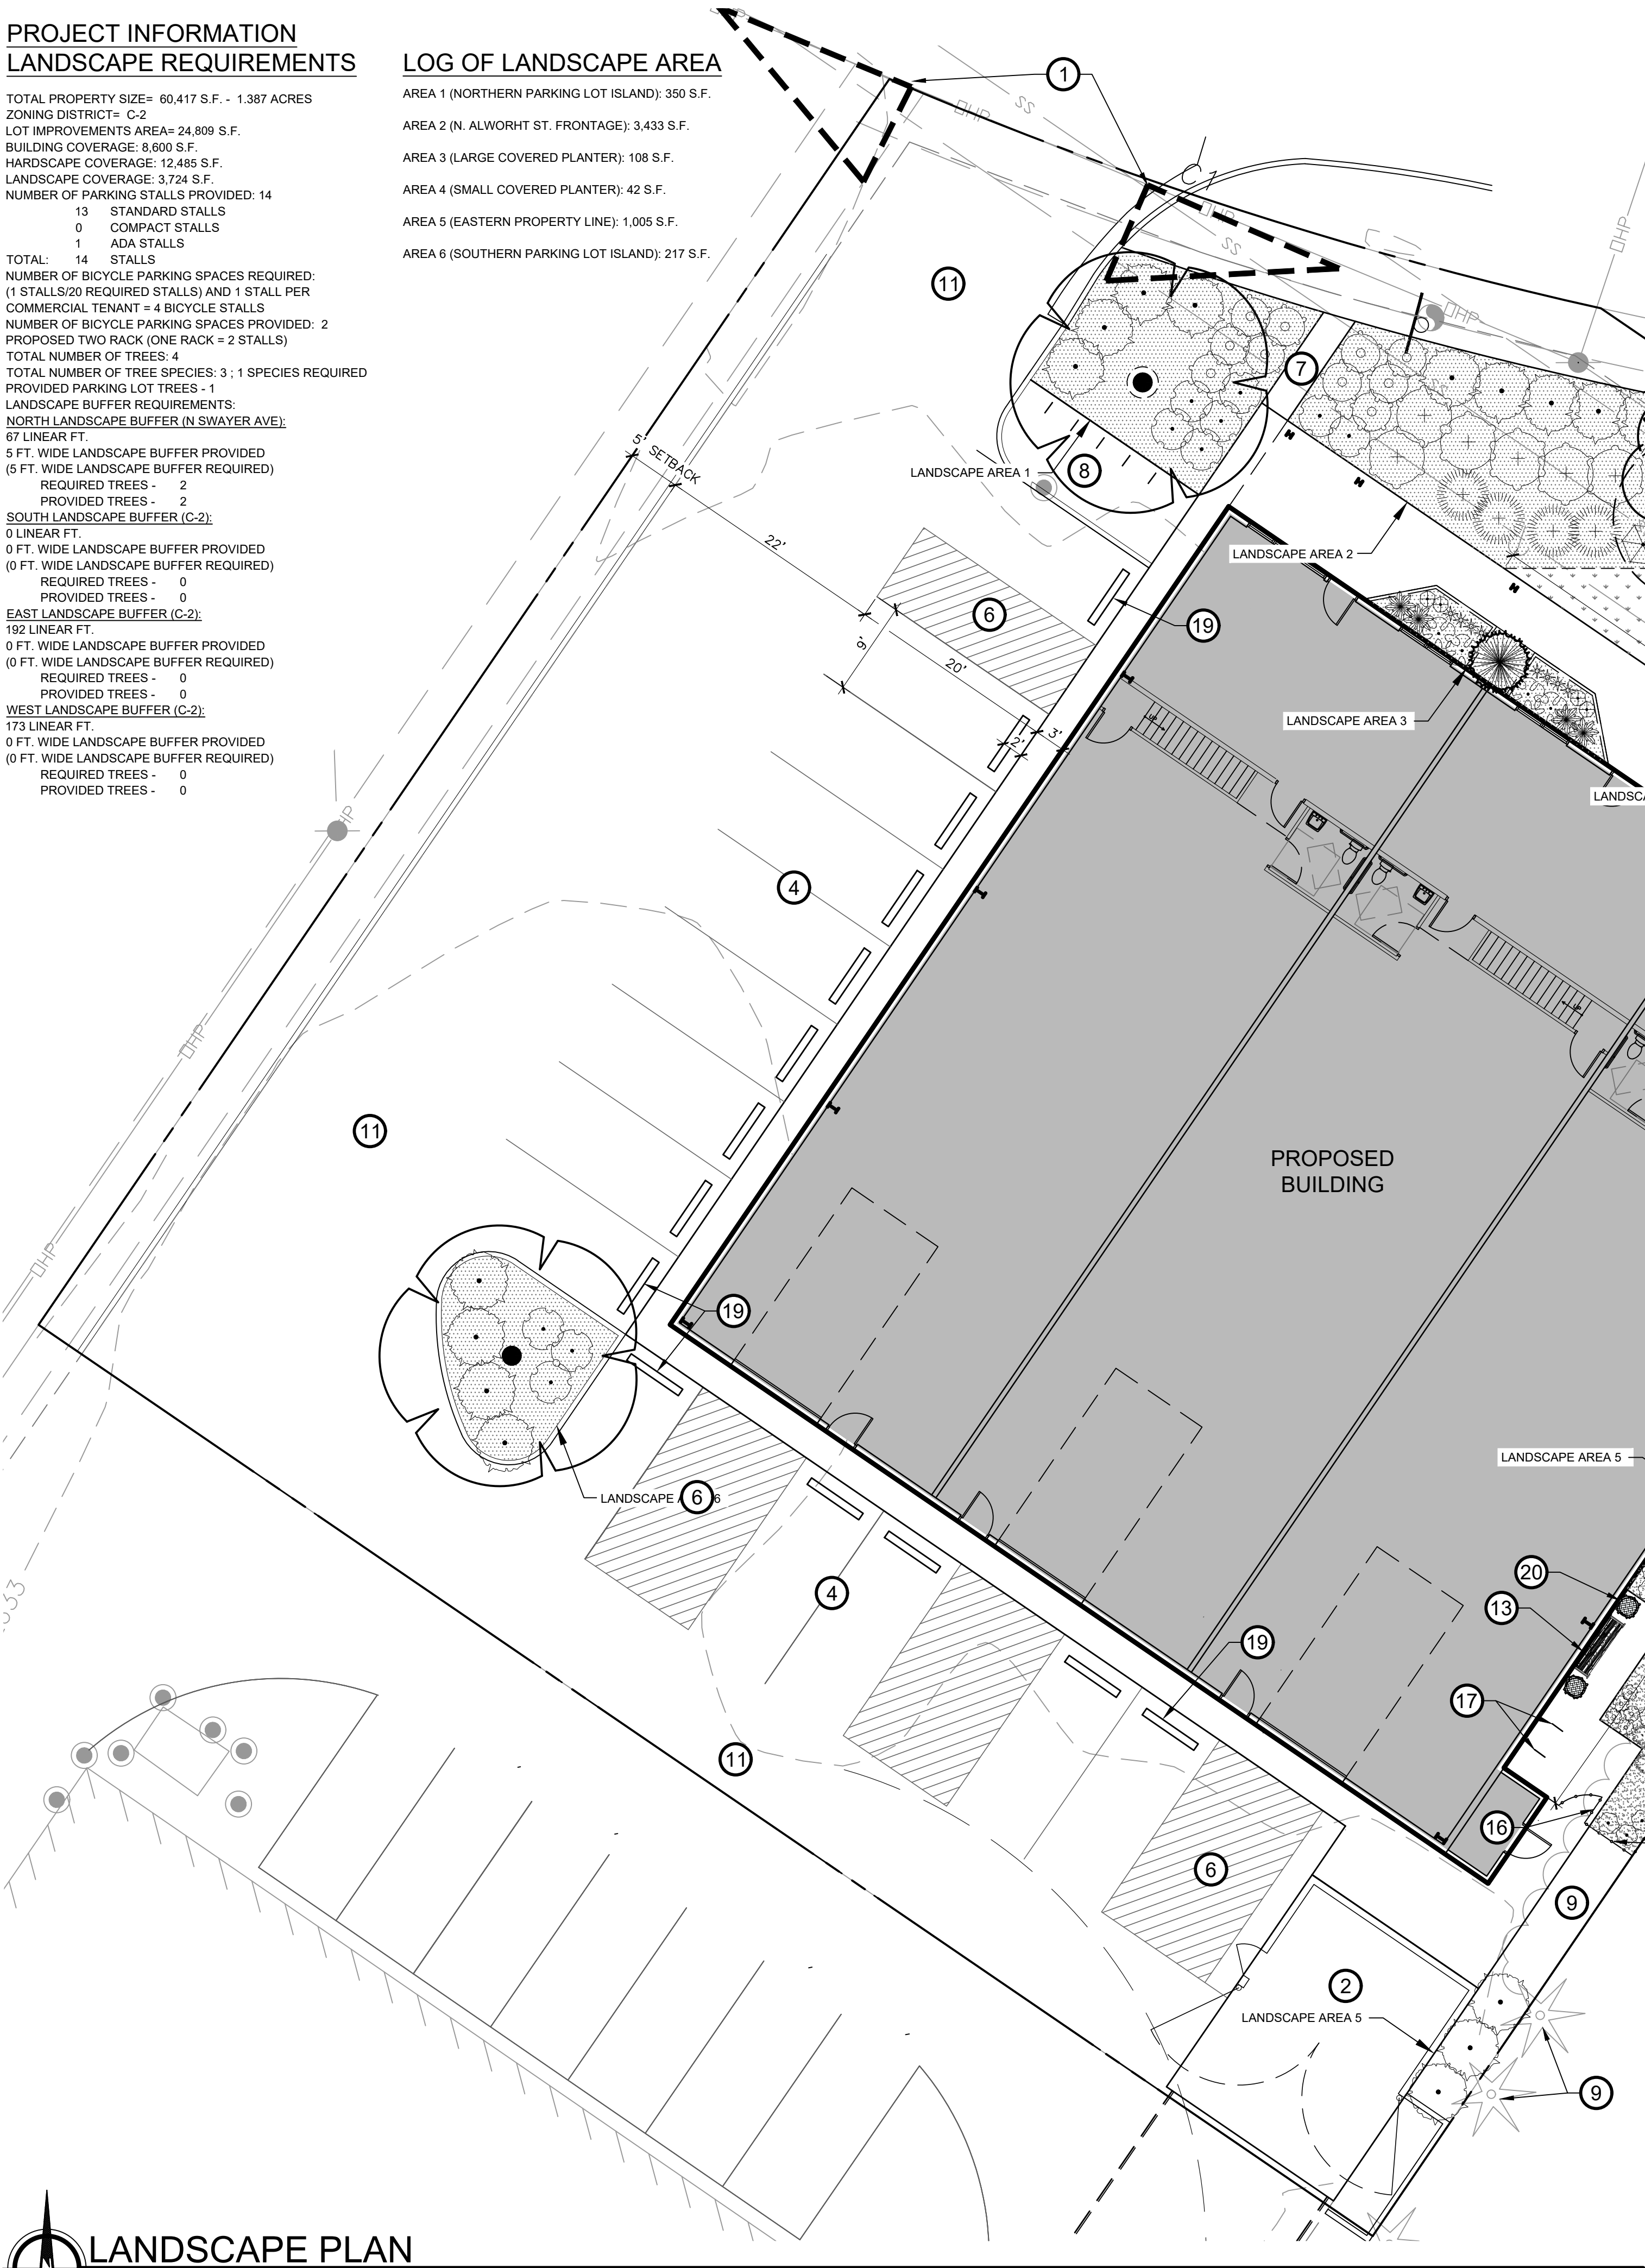 PROJECT INFORMATION
LANDSCAPE REQUIREMENTS
TOTAL PROPERTY SIZE= 60,417 S.F. - 1.387 ACRES
ZONING DISTRICT= C-2
LOT IMPROVEMENTS AREA= 24,809 S.F.
BUILDING COVERAGE: 8,600 S.F.
HARDSCAPE COVERAGE: 12,485 S.F.
LANDSCAPE COVERAGE: 3,724 S.F.
NUMBER OF PARKING STALLS PROVIDED: 14
13 STANDARD STALLS
0 COMPACT STALLS
1 ADA STALLS
TOTAL: 14 STALLS
NUMBER OF BICYCLE PARKING SPACES REQUIRED:
(1 STALLS/20 REQUIRED STALLS) AND 1 STALL PER
COMMERCIAL TENANT = 4 BICYCLE STALLS
NUMBER OF BICYCLE PARKING SPACES PROVIDED: 2
PROPOSED TWO RACK (ONE RACK = 2 STALLS)
TOTAL NUMBER OF TREES: 4
TOTAL NUMBER OF TREE SPECIES: 3 ; 1 SPECIES REQUIRED
PROVIDED PARKING LOT TREES - 1
LANDSCAPE BUFFER REQUIREMENTS:
NORTH LANDSCAPE BUFFER (N SWAYER AVE):
67 LINEAR FT.
5 FT. WIDE LANDSCAPE BUFFER PROVIDED
(5 FT. WIDE LANDSCAPE BUFFER REQUIRED)
REQUIRED TREES - 2
PROVIDED TREES - 2
SOUTH LANDSCAPE BUFFER (C-2):
0 LINEAR FT.
0 FT. WIDE LANDSCAPE BUFFER PROVIDED
(0 FT. WIDE LANDSCAPE BUFFER REQUIRED)
REQUIRED TREES - 0
PROVIDED TREES - 0
EAST LANDSCAPE BUFFER (C-2):
192 LINEAR FT.
0 FT. WIDE LANDSCAPE BUFFER PROVIDED
(0 FT. WIDE LANDSCAPE BUFFER REQUIRED)
REQUIRED TREES - 0
PROVIDED TREES - 0
WEST LANDSCAPE BUFFER (C-2):
173 LINEAR FT.
0 FT. WIDE LANDSCAPE BUFFER PROVIDED
(0 FT. WIDE LANDSCAPE BUFFER REQUIRED)
REQUIRED TREES - 0
PROVIDED TREES - 0
LOG OF LANDSCAPE AREA
AREA 1 (NORTHERN PARKING LOT ISLAND): 350 S.F.
AREA 2 (N. ALWORHT ST. FRONTAGE): 3,433 S.F.
AREA 3 (LARGE COVERED PLANTER): 108 S.F.
AREA 4 (SMALL COVERED PLANTER): 42 S.F.
AREA 5 (EASTERN PROPERTY LINE): 1,005 S.F.
AREA 6 (SOUTHERN PARKING LOT ISLAND): 217 S.F.
1
OHP
SS
C1
OHP
SS
OHP
OHP
11
7
5' SETBACK
LANDSCAPE AREA 1
8
22'
LANDSCAPE AREA 2
6
19
9'
20'
LANDSCAPE AREA 3
2'
3'
4
OHP
11
PROPOSED
BUILDING
OHP
19
LANDSCAPE AREA 5
LANDSCAPE
6
6
20
4
13
19
17
11
16
6
9
2
LANDSCAPE AREA 5
9
LANDSCAPE PLAN